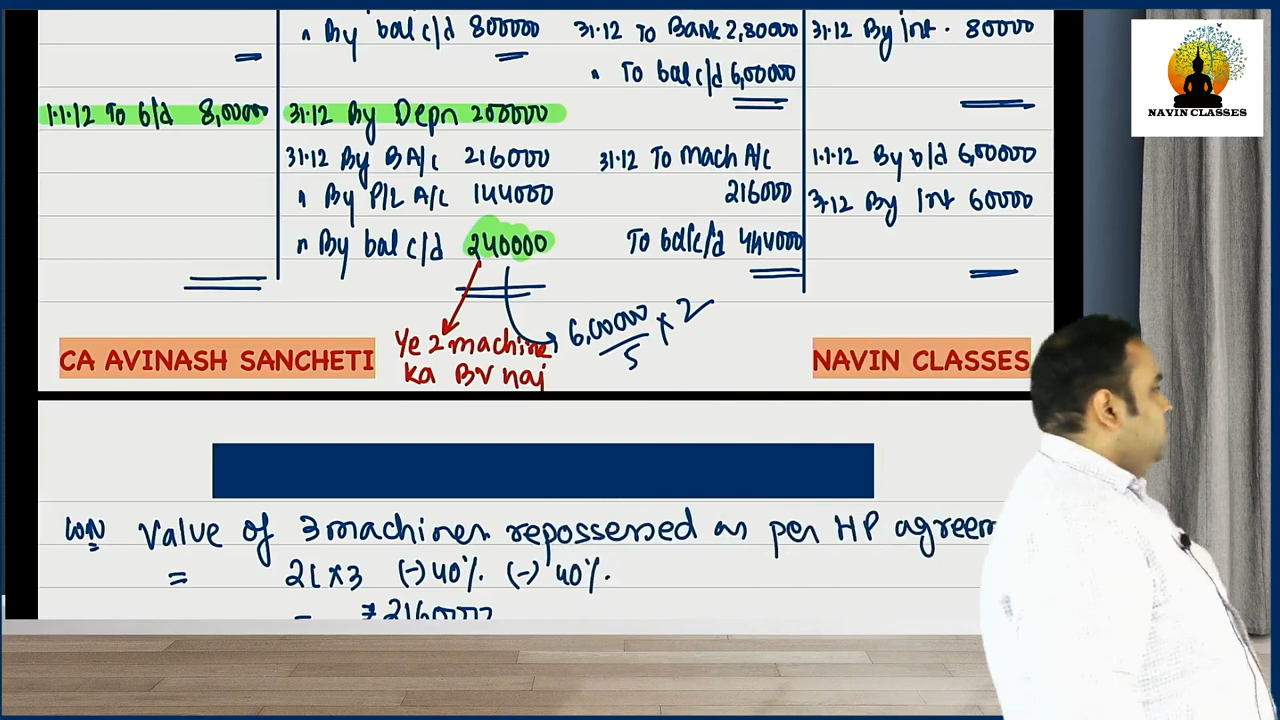 " By bal c/d 800000
31.12 To Bank 2,80000
31.12 By Int. 80000
" To bal c/d 6,00000
1.1.12 To b/d 8,00000
31.12 By Depn 200000
31.12 By B A/c 216000
31.12 To Mach A/c
216000
1.1.12 By b/d 6,00000
" By P/L A/c 144000
31.12 By Int 60000
" By bal c/d 240000
To bal c/d 444000
6,00000/5 x 2
Ye 2 machine
ka BV hai
CA AVINASH SANCHETI
NAVIN CLASSES
NAVIN CLASSES
WN Value of 3 machines repossessed as per HP agreem
= 2L x 3 (-) 40% (-) 40%.
= ₹ 216000